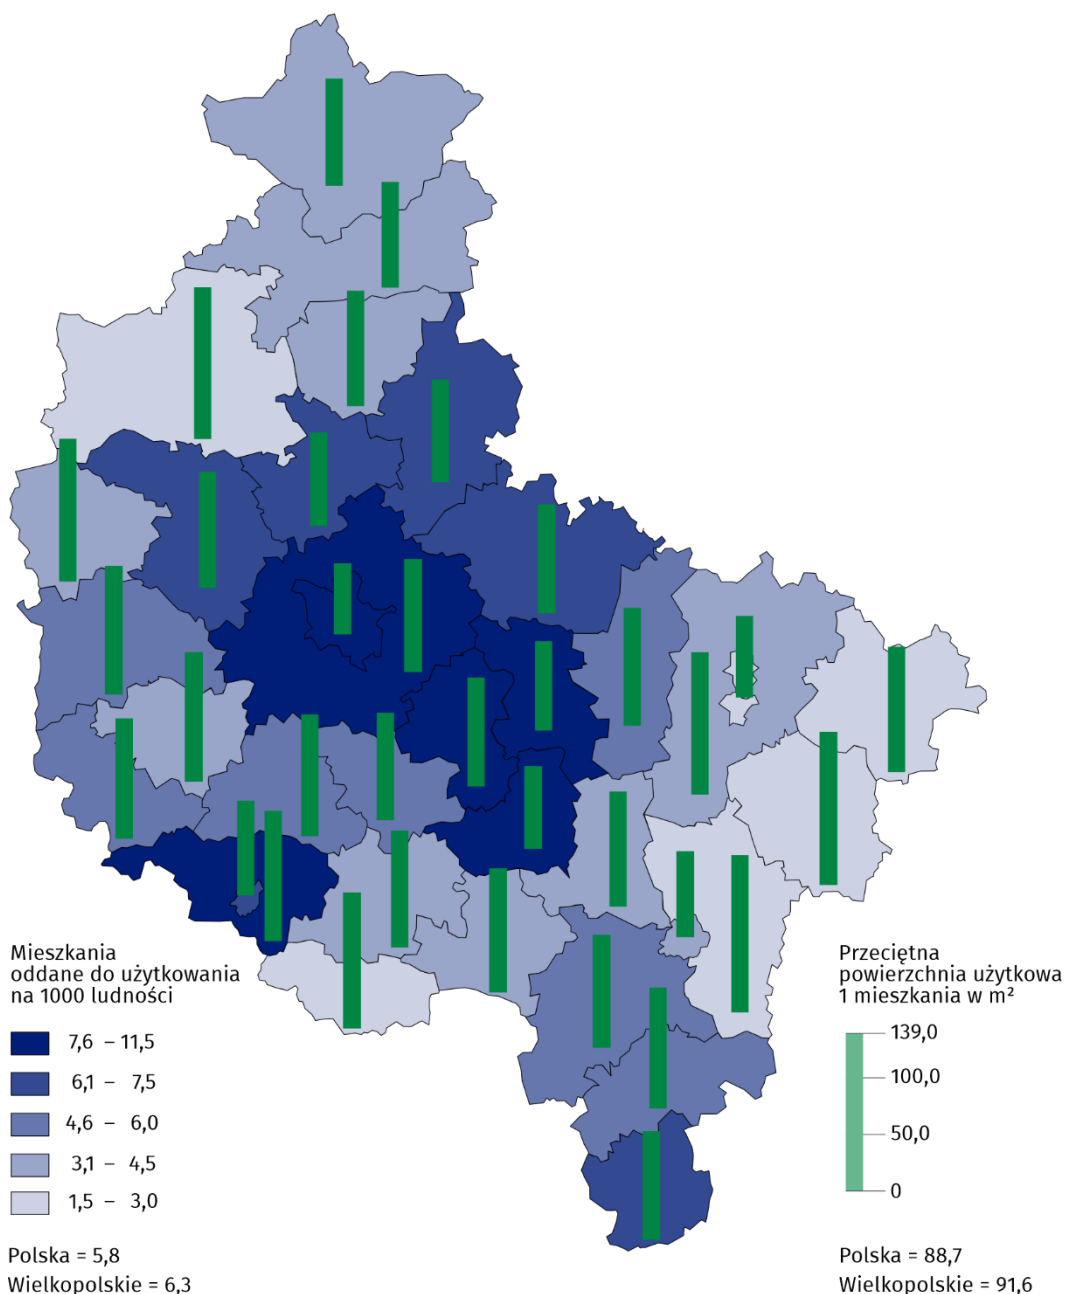 Mieszkania
oddane do użytkowania
na 1000 ludności
7,6 – 11,5
6,1 – 7,5
4,6 – 6,0
3,1 – 4,5
1,5 – 3,0
Polska = 5,8
Wielkopolskie = 6,3
Przeciętna
powierzchnia użytkowa
1 mieszkania w m²
139,0
100,0
50,0
0
Polska = 88,7
Wielkopolskie = 91,6